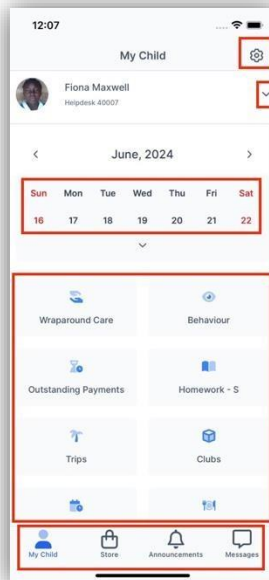 12:07
My Child
Fiona Maxwell
Helpdesk 40007
June, 2024
Sun Mon Tue Wed Thu Fri Sat
16 17 18 19 20 21 22
Wraparound Care Behaviour
Outstanding Payments Homework - S
Trips Clubs
My Child Store Announcements Messages